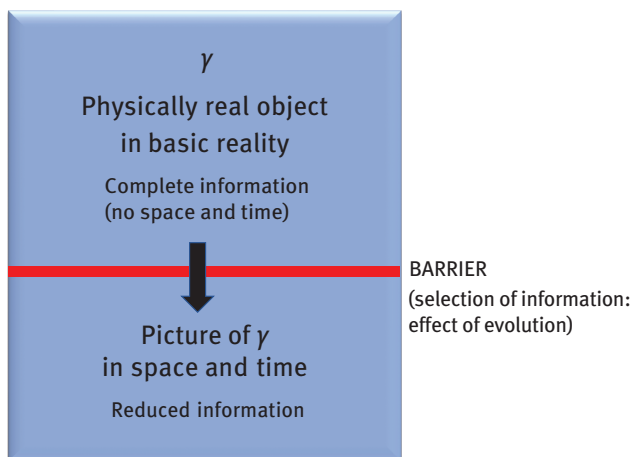 γ
Physically real object
in basic reality
Complete information
(no space and time)
BARRIER
(selection of information:
effect of evolution)
Picture of γ
in space and time
Reduced information